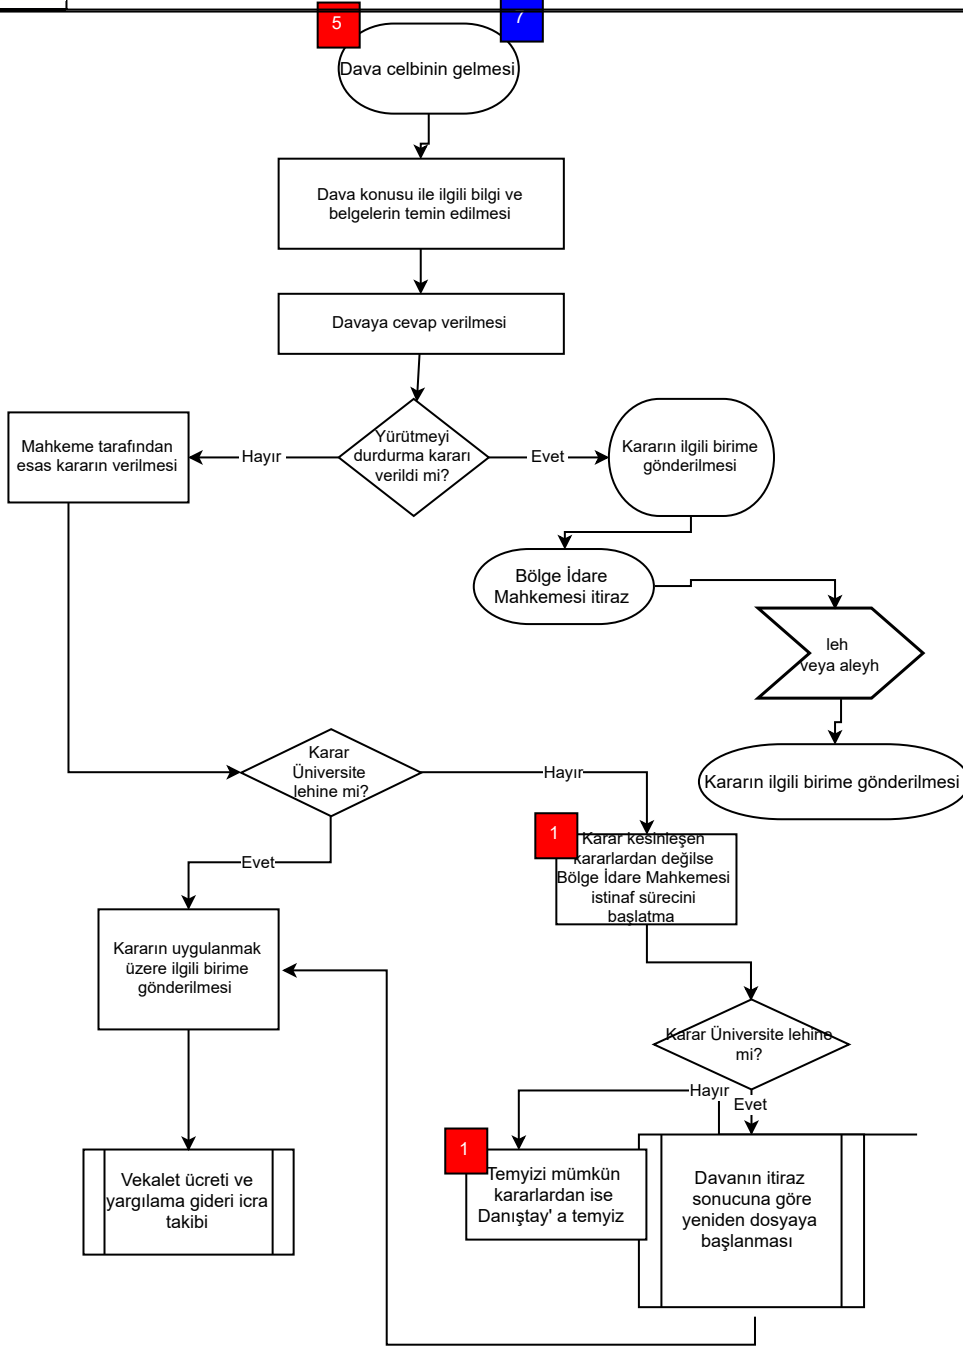 5
7
Dava celbinin gelmesi
Dava konusu ile ilgili bilgi ve
belgelerin temin edilmesi
Davaya cevap verilmesi
Yürütmeyi
durdurma kararı
verildi mi?
Hayır
Evet
Mahkeme tarafından
esas kararın verilmesi
Kararın ilgili birime
gönderilmesi
Bölge İdare
Mahkemesi itiraz
leh
veya aleyh
Kararın ilgili birime gönderilmesi
Karar
Üniversite
lehine mi?
Hayır
Evet
1
Karar kesinleşen
kararlardan değilse
Bölge İdare Mahkemesi
istinaf sürecini
başlatma
Kararın uygulanmak
üzere ilgili birime
gönderilmesi
Karar Üniversite lehine
mi?
Hayır
Evet
1
Temyizi mümkün
kararlardan ise
Danıştay' a temyiz
Davanın itiraz
sonucuna göre
yeniden dosyaya
başlanması
Vekalet ücreti ve
yargılama gideri icra
takibi